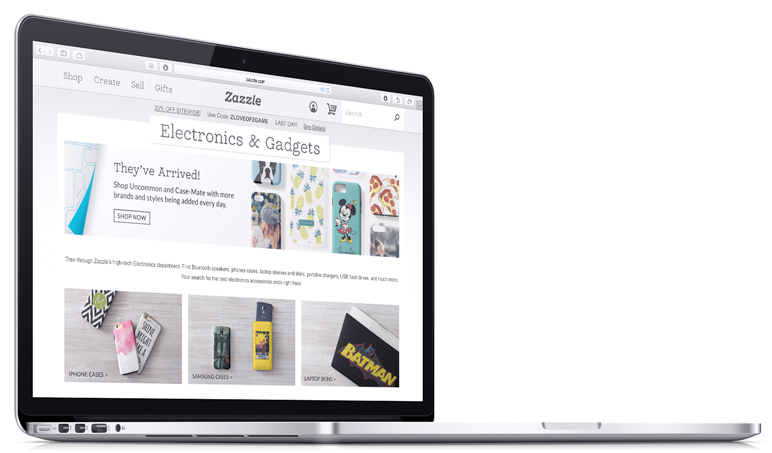 zazzle.com
Shop Create Sell Gifts
Zazzle
Search
20% OFF SITEWIDE! Use Code: ZLOVEOFZGAME LAST DAY! See Details
Electronics & Gadgets
They've Arrived!
Shop Uncommon and Case-Mate with more
brands and styles being added every day.
SHOP NOW
Trek through Zazzle's high-tech Electronics department. Find Bluetooth speakers, phones cases, laptop sleeves and skins, portable chargers, USB flash drives, and much more.
Your search for the best electronics accessories ends right here!
SHINE
BRIGHT
LIKE A
BATMAN
IPHONE CASES >
SAMSUNG CASES >
LAPTOP SKINS >